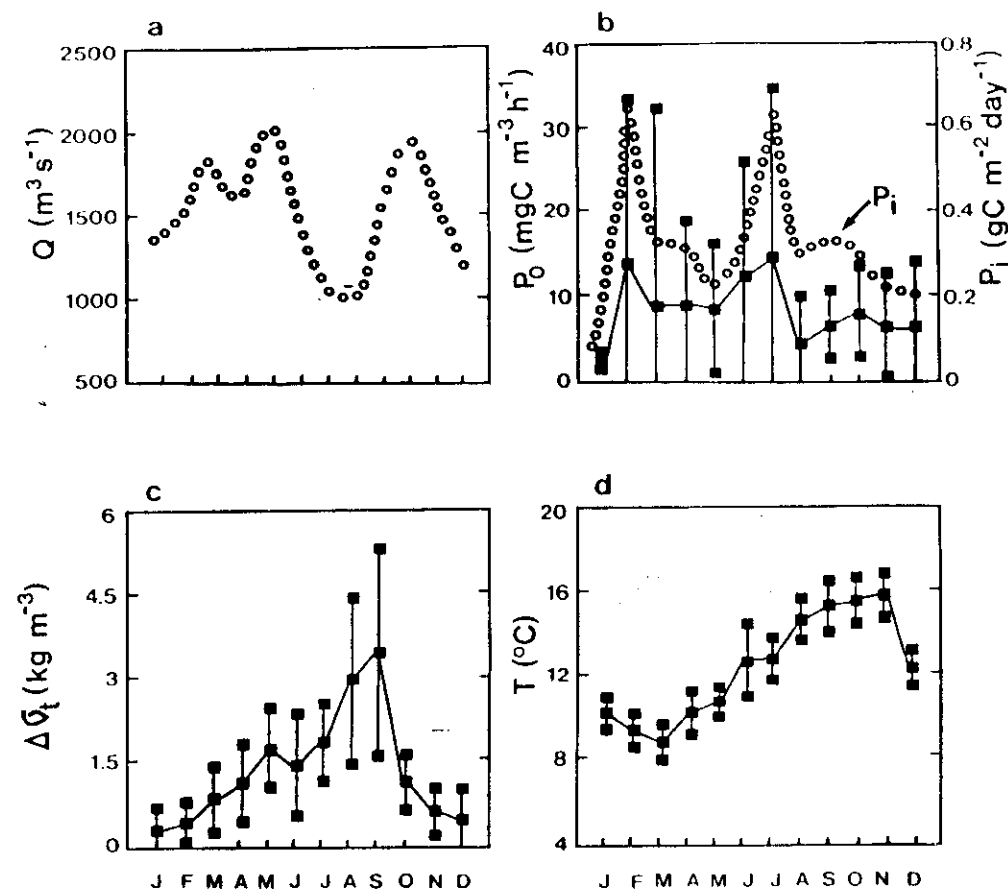 a
2500
2000
1500
1000
500
Q (m³ s⁻¹)
b
40
30
20
10
0
P₀ (mgC m⁻³ h⁻¹)
0.8
0.6
0.4
0.2
0
Pᵢ (gC m⁻² day⁻¹)
Pᵢ
c
6
4.5
3
1.5
0
Δσₜ (kg m⁻³)
J F M A M J J A S O N D
d
20
16
12
8
4
T (°C)
J F M A M J J A S O N D